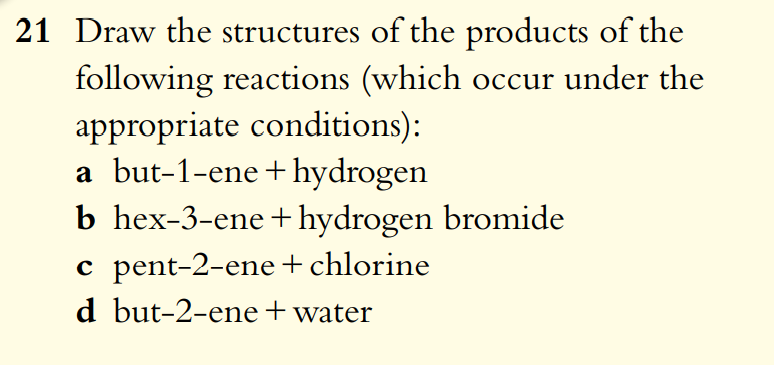 21 Draw the structures of the products of the
following reactions (which occur under the
appropriate conditions):
a but-1-ene + hydrogen
b hex-3-ene + hydrogen bromide
c pent-2-ene + chlorine
d but-2-ene + water